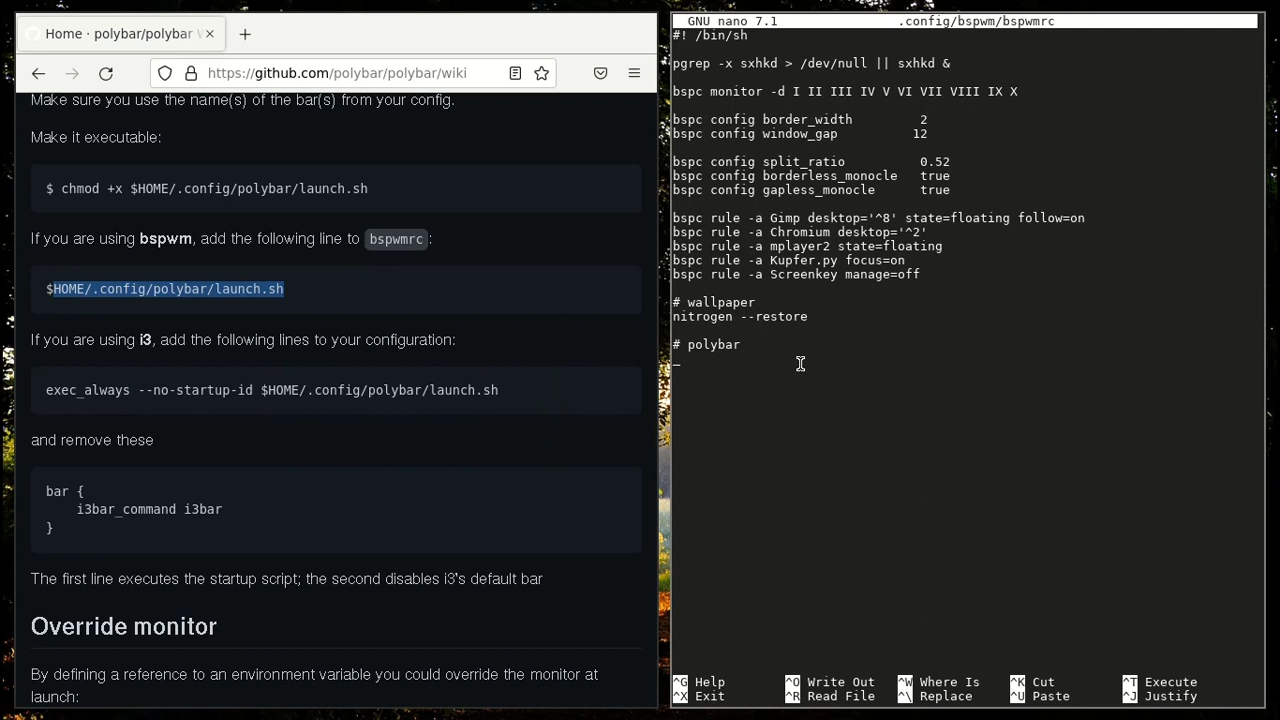 Home · polybar/polybar W
https://github.com/polybar/polybar/wiki
Make sure you use the name(s) of the bar(s) from your config.
Make it executable:
$ chmod +x $HOME/.config/polybar/launch.sh
If you are using bspwm, add the following line to bspwmrc:
$HOME/.config/polybar/launch.sh
If you are using i3, add the following lines to your configuration:
exec_always --no-startup-id $HOME/.config/polybar/launch.sh
and remove these
bar {
    i3bar_command i3bar
}
The first line executes the startup script; the second disables i3's default bar
Override monitor
By defining a reference to an environment variable you could override the monitor at
launch:
GNU nano 7.1 .config/bspwm/bspwmrc
#! /bin/sh
pgrep -x sxhkd > /dev/null || sxhkd &
bspc monitor -d I II III IV V VI VII VIII IX X
bspc config border_width         2
bspc config window_gap          12
bspc config split_ratio          0.52
bspc config borderless_monocle   true
bspc config gapless_monocle      true
bspc rule -a Gimp desktop='^8' state=floating follow=on
bspc rule -a Chromium desktop='^2'
bspc rule -a mplayer2 state=floating
bspc rule -a Kupfer.py focus=on
bspc rule -a Screenkey manage=off
# wallpaper
nitrogen --restore
# polybar
^G Help ^O Write Out ^W Where Is ^K Cut ^T Execute
^X Exit ^R Read File ^\ Replace ^U Paste ^J Justify